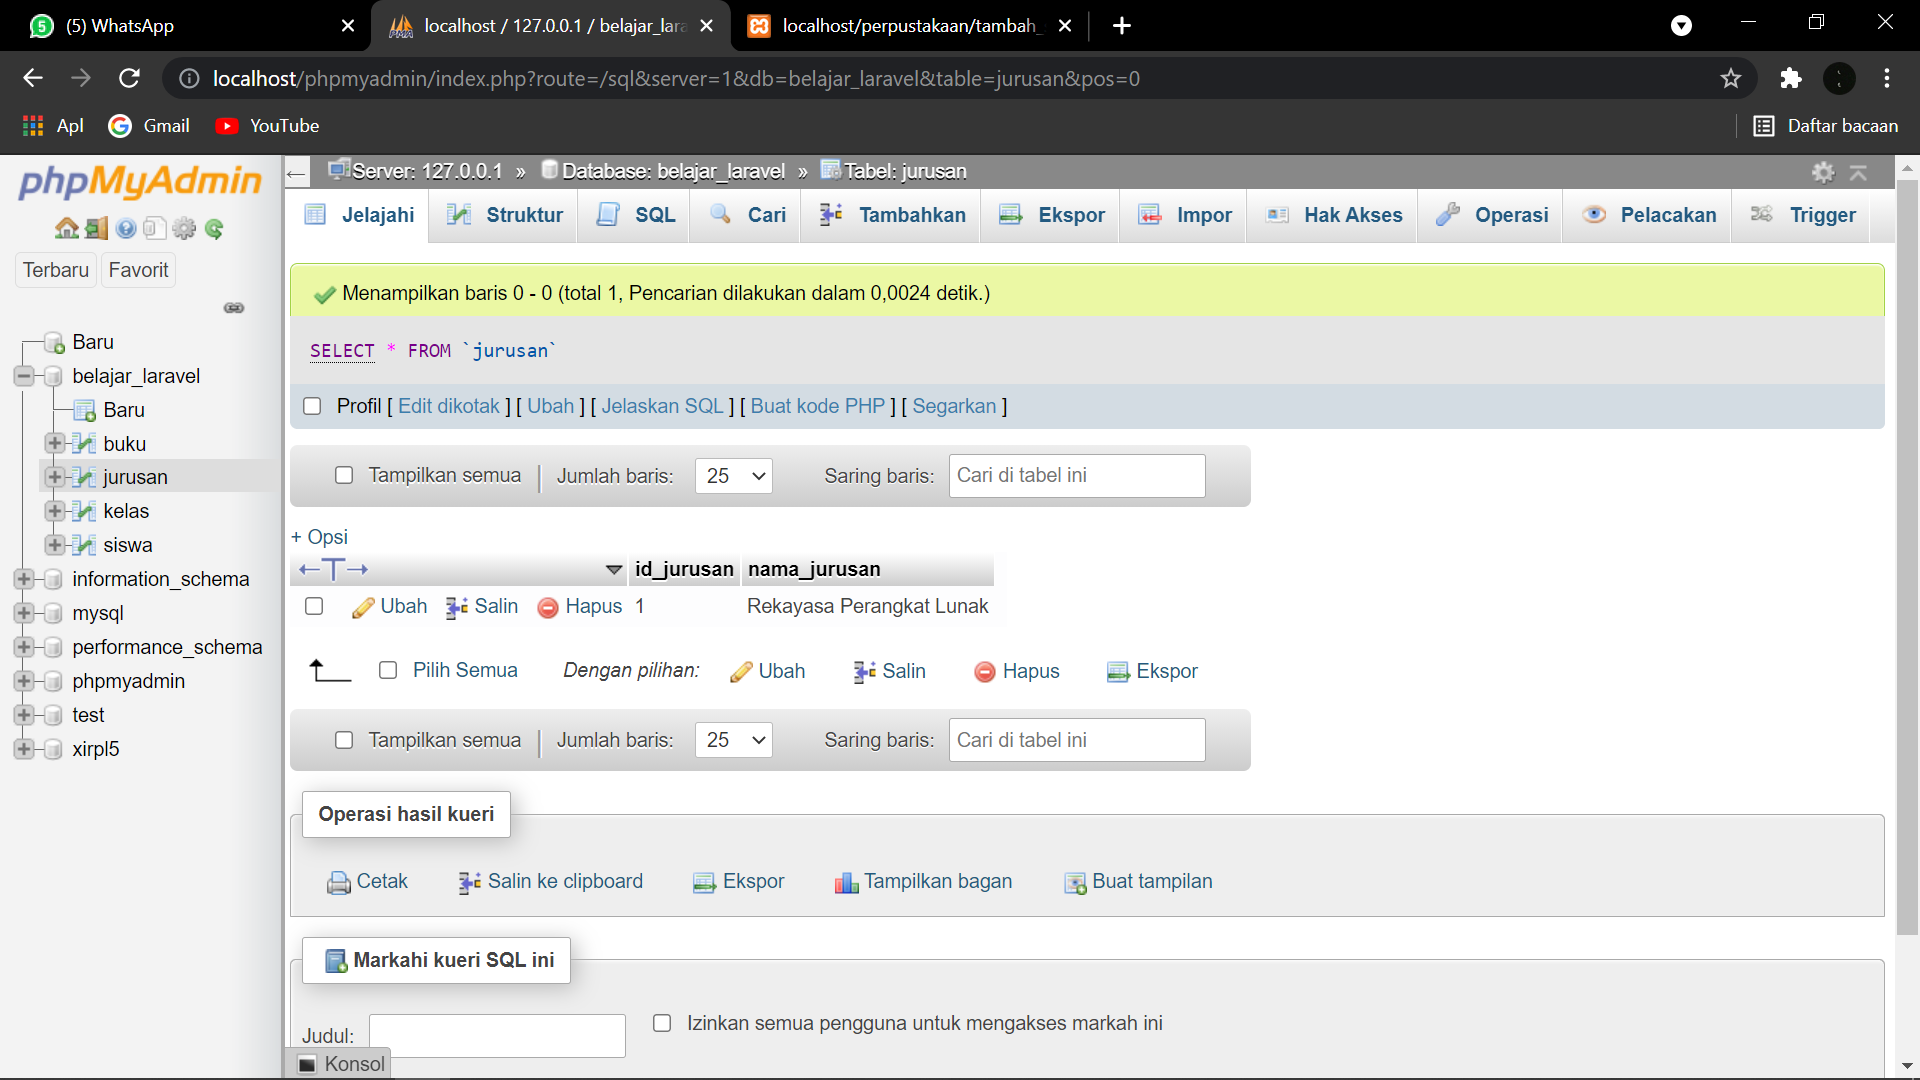 (5) WhatsApp
localhost / 127.0.0.1 / belajar_lara
localhost/perpustakaan/tambah_
localhost/phpmyadmin/index.php?route=/sql&server=1&db=belajar_laravel&table=jurusan&pos=0
Apl
Gmail
YouTube
Daftar bacaan
phpMyAdmin
Terbaru
Favorit
Baru
belajar_laravel
Baru
buku
jurusan
kelas
siswa
information_schema
mysql
performance_schema
phpmyadmin
test
xirpl5
Server: 127.0.0.1 » Database: belajar_laravel » Tabel: jurusan
Jelajahi
Struktur
SQL
Cari
Tambahkan
Ekspor
Impor
Hak Akses
Operasi
Pelacakan
Trigger
Menampilkan baris 0 - 0 (total 1, Pencarian dilakukan dalam 0,0024 detik.)
SELECT * FROM `jurusan`
Profil [ Edit dikotak ] [ Ubah ] [ Jelaskan SQL ] [ Buat kode PHP ] [ Segarkan ]
Tampilkan semua | Jumlah baris: 25 Saring baris: Cari di tabel ini
+ Opsi
←T→ id_jurusan nama_jurusan
Ubah Salin Hapus 1 Rekayasa Perangkat Lunak
Pilih Semua Dengan pilihan: Ubah Salin Hapus Ekspor
Tampilkan semua | Jumlah baris: 25 Saring baris: Cari di tabel ini
Operasi hasil kueri
Cetak Salin ke clipboard Ekspor Tampilkan bagan Buat tampilan
Markahi kueri SQL ini
Judul: Izinkan semua pengguna untuk mengakses markah ini
Konsol